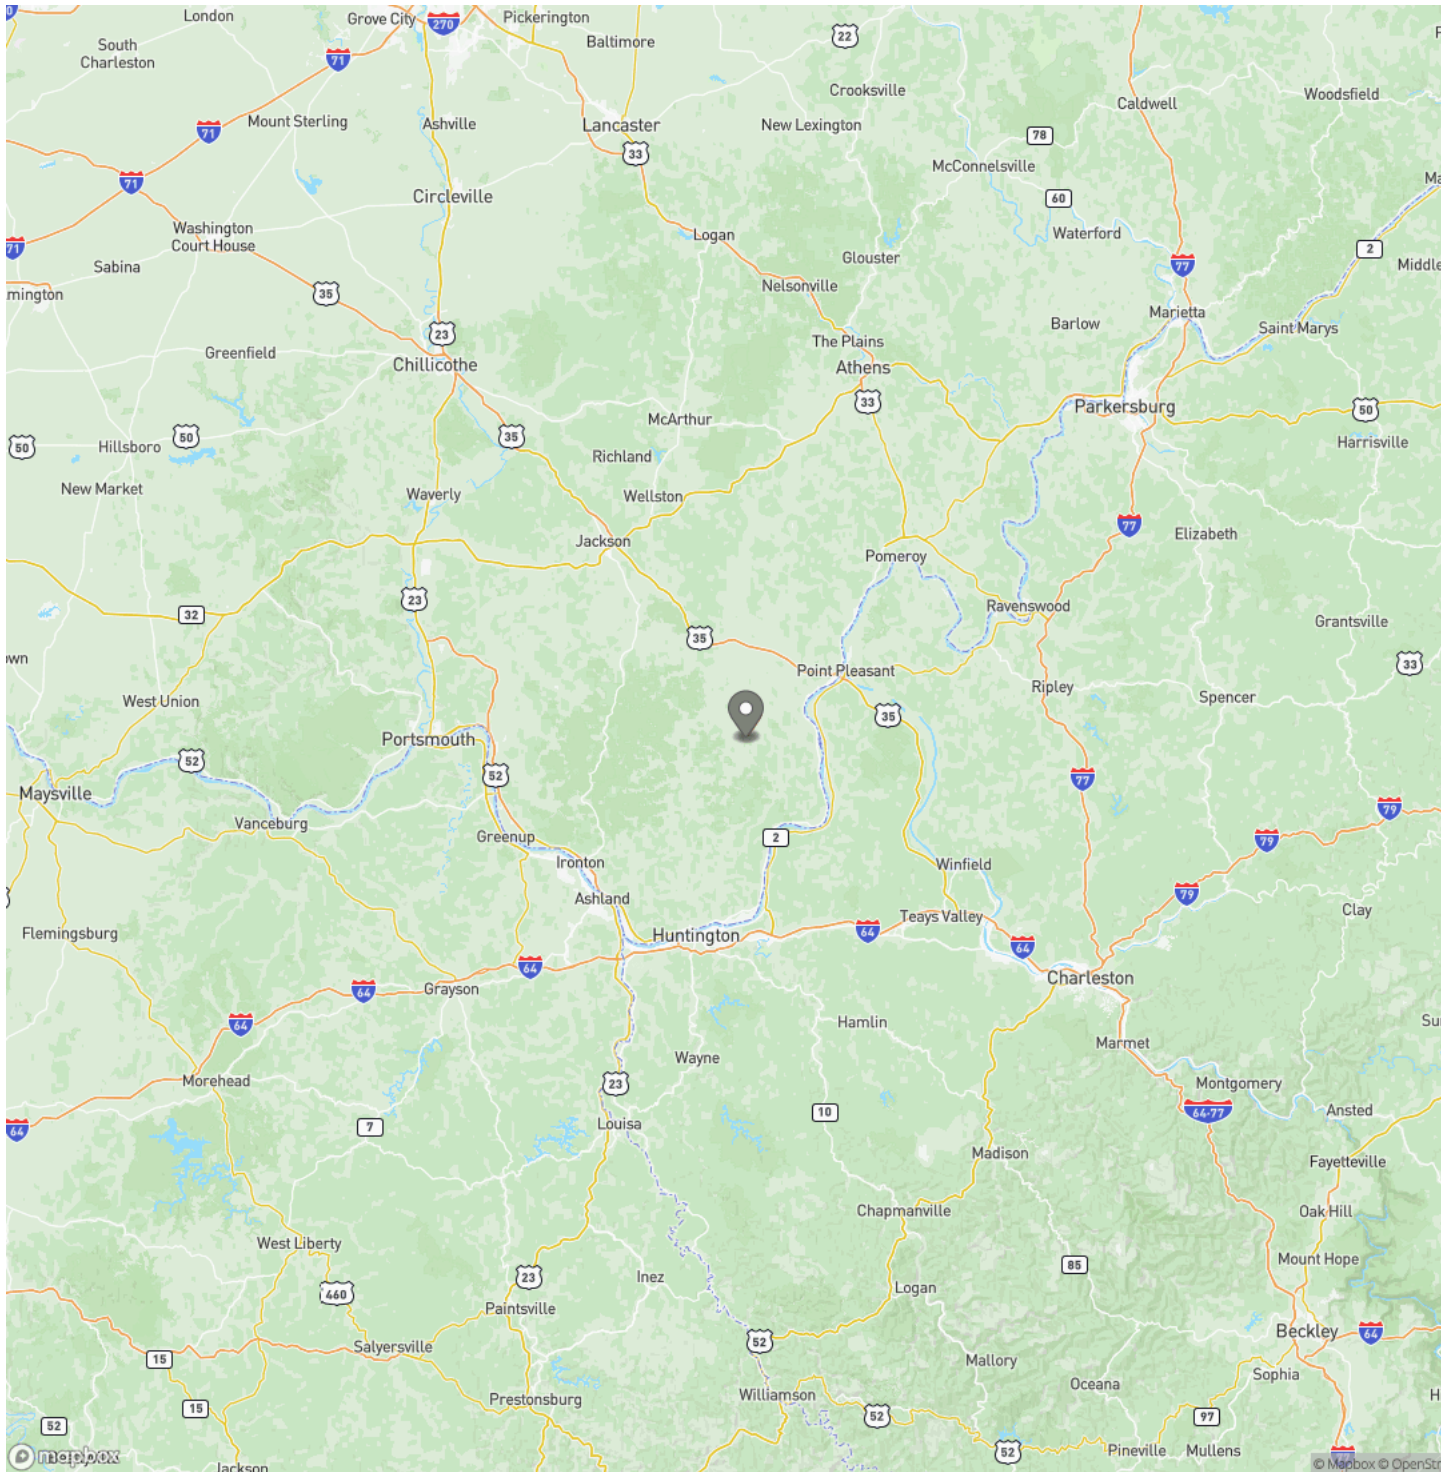 London
Grove City
270
Pickerington
22
South
Charleston
71
Baltimore
Crooksville
Woodsfield
Caldwell
Mount Sterling
Ashville
Lancaster
New Lexington
71
33
78
McConnelsville
71
Circleville
60
Washington
Court House
Logan
Waterford
2
71
Sabina
Glouster
77
Middle
mington
35
Nelsonville
Marietta
23
The Plains
Barlow
Saint Marys
Greenfield
Chillicothe
Athens
33
Parkersburg
50
McArthur
50
50
Hillsboro
35
Harrisville
Richland
New Market
Waverly
Wellston
77
Jackson
Elizabeth
Pomeroy
23
32
Ravenswood
Grantsville
35
own
Point Pleasant
33
West Union
Ripley
Spencer
35
Portsmouth
52
52
77
Maysville
Vanceburg
79
Greenup
2
79
Ironton
Winfield
Ashland
79
Clay
Teays Valley
Flemingsburg
Huntington
64
64
64
Charleston
64
Grayson
64
Hamlin
Su
Marmet
Wayne
Morehead
23
Montgomery
10
64-77
Ansted
64
7
Louisa
Madison
Fayetteville
Chapmanville
Oak Hill
West Liberty
Mount Hope
85
Inez
23
Logan
460
Paintsville
Beckley
64
52
Salyersville
15
Mallory
Sophia
Oceana
Prestonsburg
Williamson
H
15
52
97
52
52
Pineville
Mullens
mapbox
Jackson
© Mapbox © OpenStr